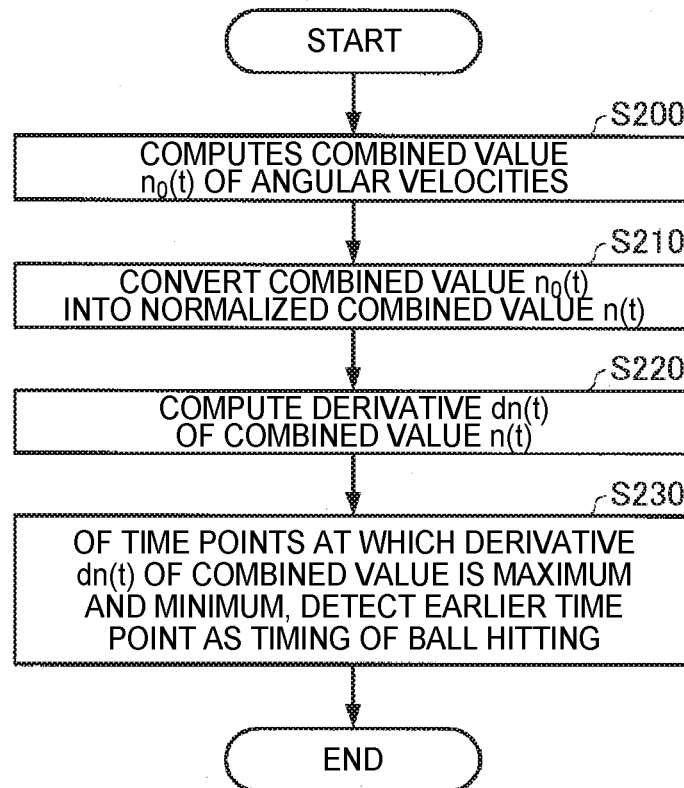 START
S200
COMPUTES COMBINED VALUE
n₀(t) OF ANGULAR VELOCITIES
S210
CONVERT COMBINED VALUE n₀(t)
INTO NORMALIZED COMBINED VALUE n(t)
S220
COMPUTE DERIVATIVE dn(t)
OF COMBINED VALUE n(t)
S230
OF TIME POINTS AT WHICH DERIVATIVE
dn(t) OF COMBINED VALUE IS MAXIMUM
AND MINIMUM, DETECT EARLIER TIME
POINT AS TIMING OF BALL HITTING
END